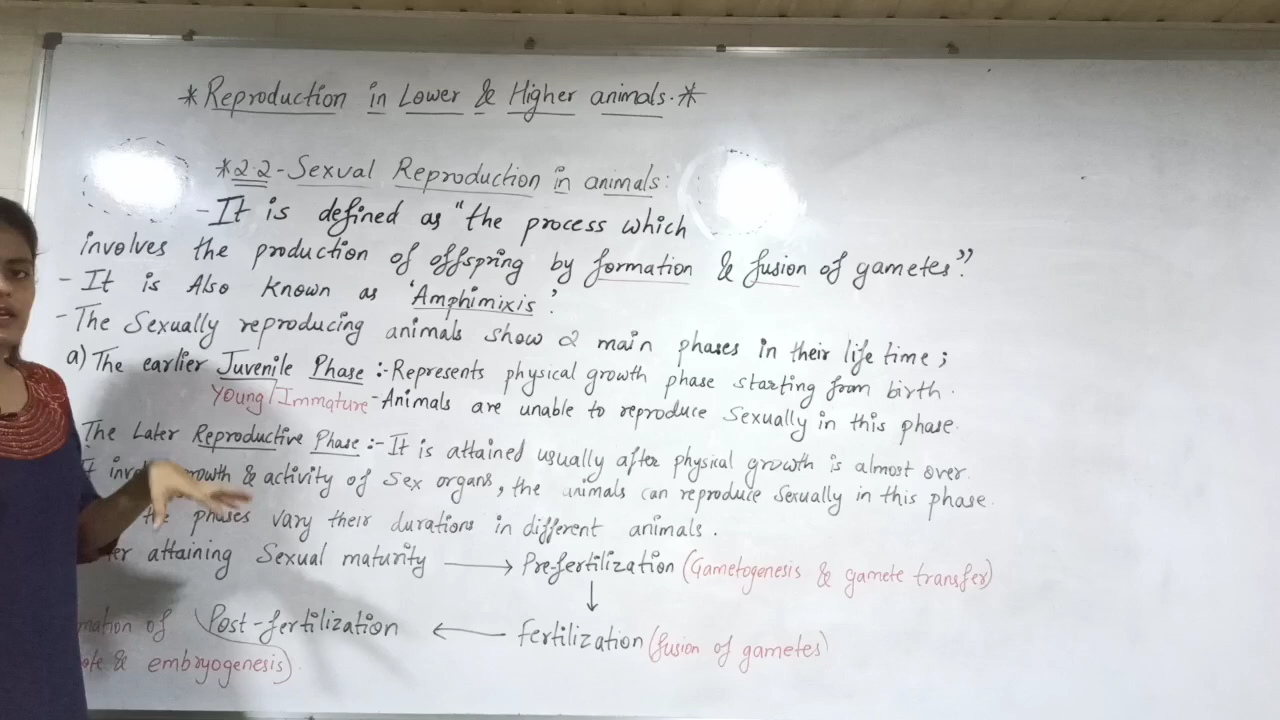 *Reproduction in Lower & Higher animals.*
*2.2-Sexual Reproduction in animals:
-It is defined as "the process which
involves the production of offspring by formation & fusion of gametes".
- It is Also Known as 'Amphimixis'.
-The Sexually reproducing animals show 2 main phases in their life time;
a) The earlier Juvenile Phase :- Represents physical growth phase starting from birth.
Young/Immature -Animals are unable to reproduce Sexually in this phase.
The Later Reproductive Phase :- It is attained usually after physical growth is almost over.
It & activity of Sex organs, the animals can reproduce Sexually in this phase.
the phases vary their durations in different animals.
attaining Sexual maturity → Pre-fertilization (Gametogenesis & gamete transfer)
↓
of Post-fertilization ← fertilization (fusion of gametes)
& embryogenesis)